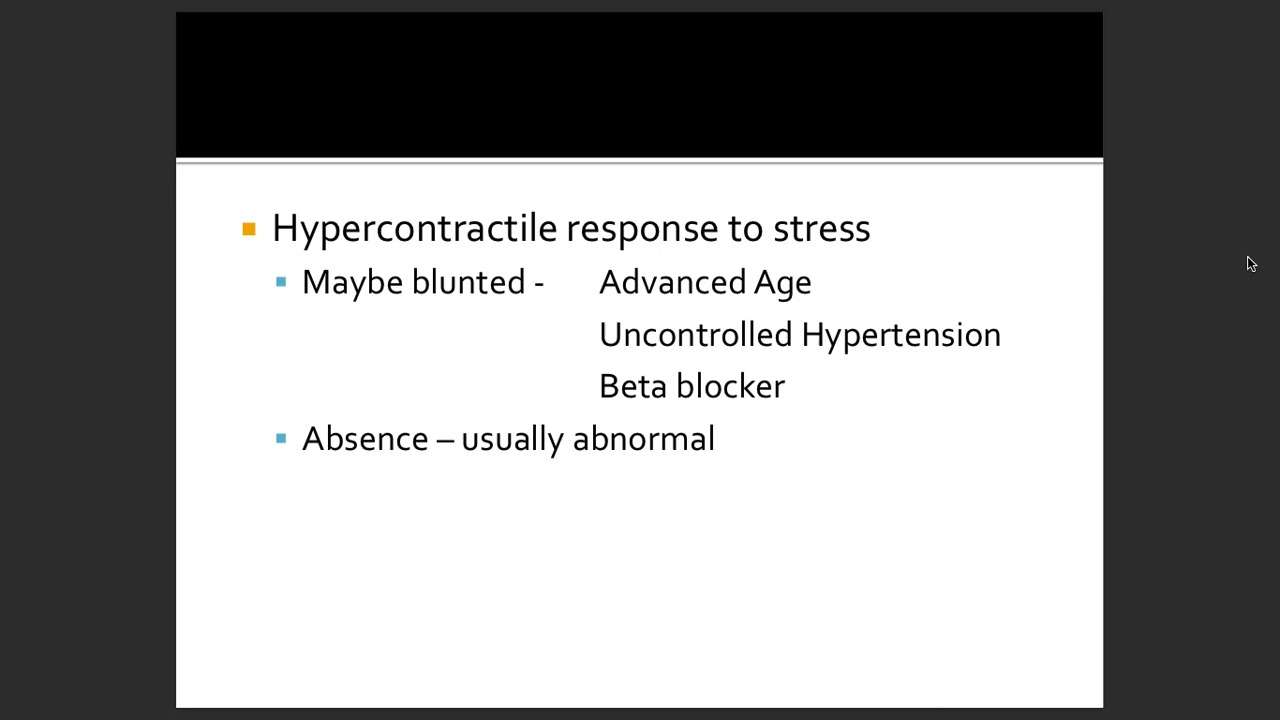 Hypercontractile response to stress
Maybe blunted - Advanced Age
Uncontrolled Hypertension
Beta blocker
Absence – usually abnormal